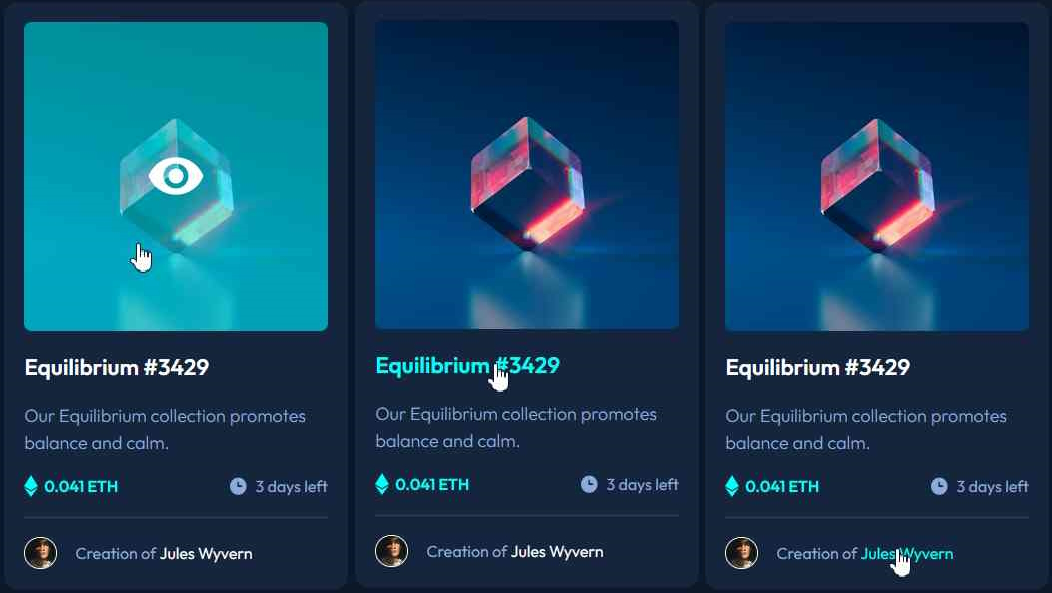 Equilibrium #3429
Our Equilibrium collection promotes
balance and calm.
0.041 ETH
3 days left
Creation of Jules Wyvern
Equilibrium #3429
Our Equilibrium collection promotes
balance and calm.
0.041 ETH
3 days left
Creation of Jules Wyvern
Equilibrium #3429
Our Equilibrium collection promotes
balance and calm.
0.041 ETH
3 days left
Creation of Jules Wyvern